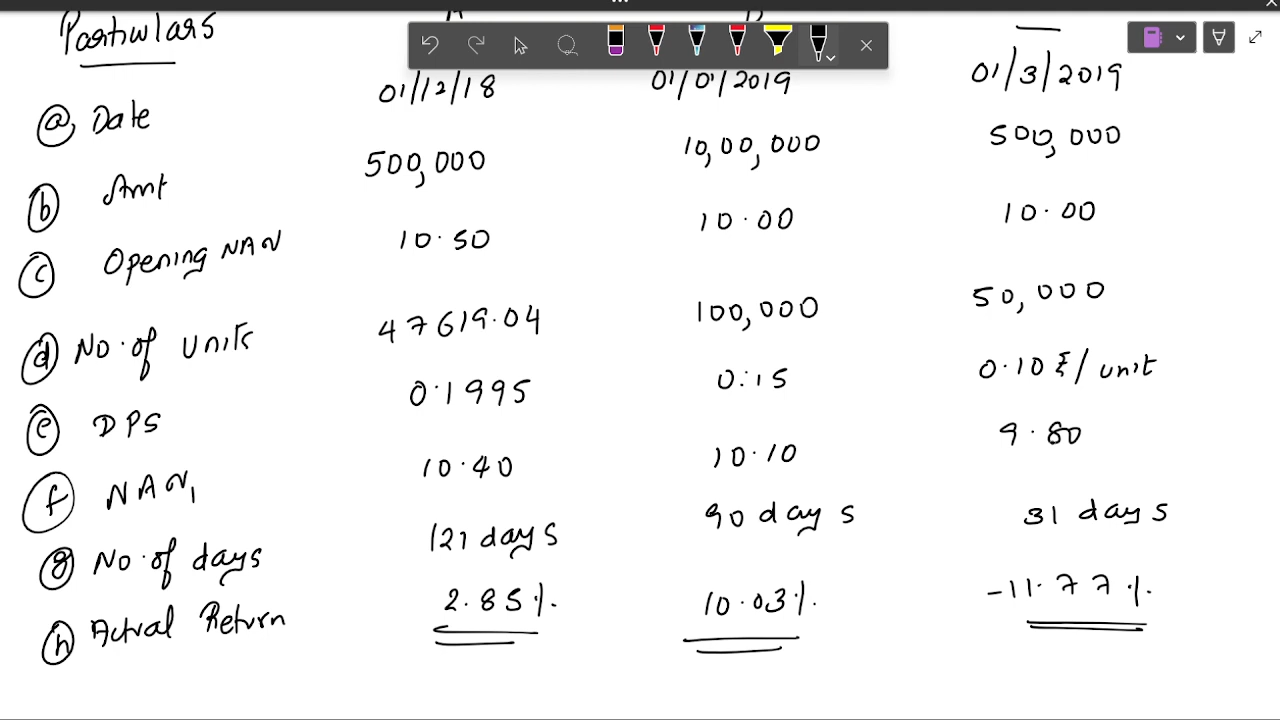 Particulars
01/12/18 01/01/2019 01/3/2019
(a) Date
500,000 10,00,000 500,000
(b) Amt
10.50 10.00 10.00
(c) Opening NAV
47619.04 100,000 50,000
(d) No. of units
0.1995 0.15 0.10 ₹/ unit
(e) DPS
10.40 10.10 9.80
(f) NAV,
121 days 90 days 31 days
(g) No. of days
2.85% 10.03% -11.77%
(h) Actual Return